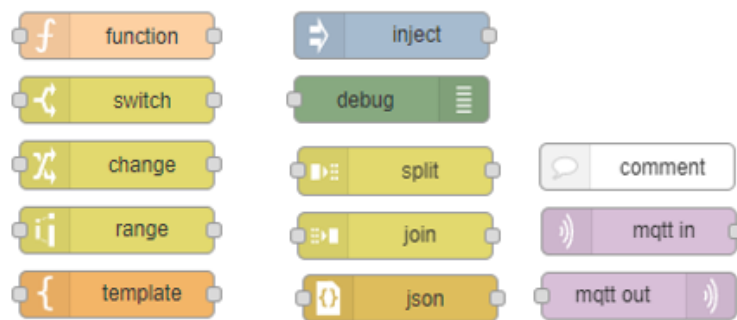 function
switch
change
range
template
inject
debug
split
join
json
comment
mqtt in
mqtt out